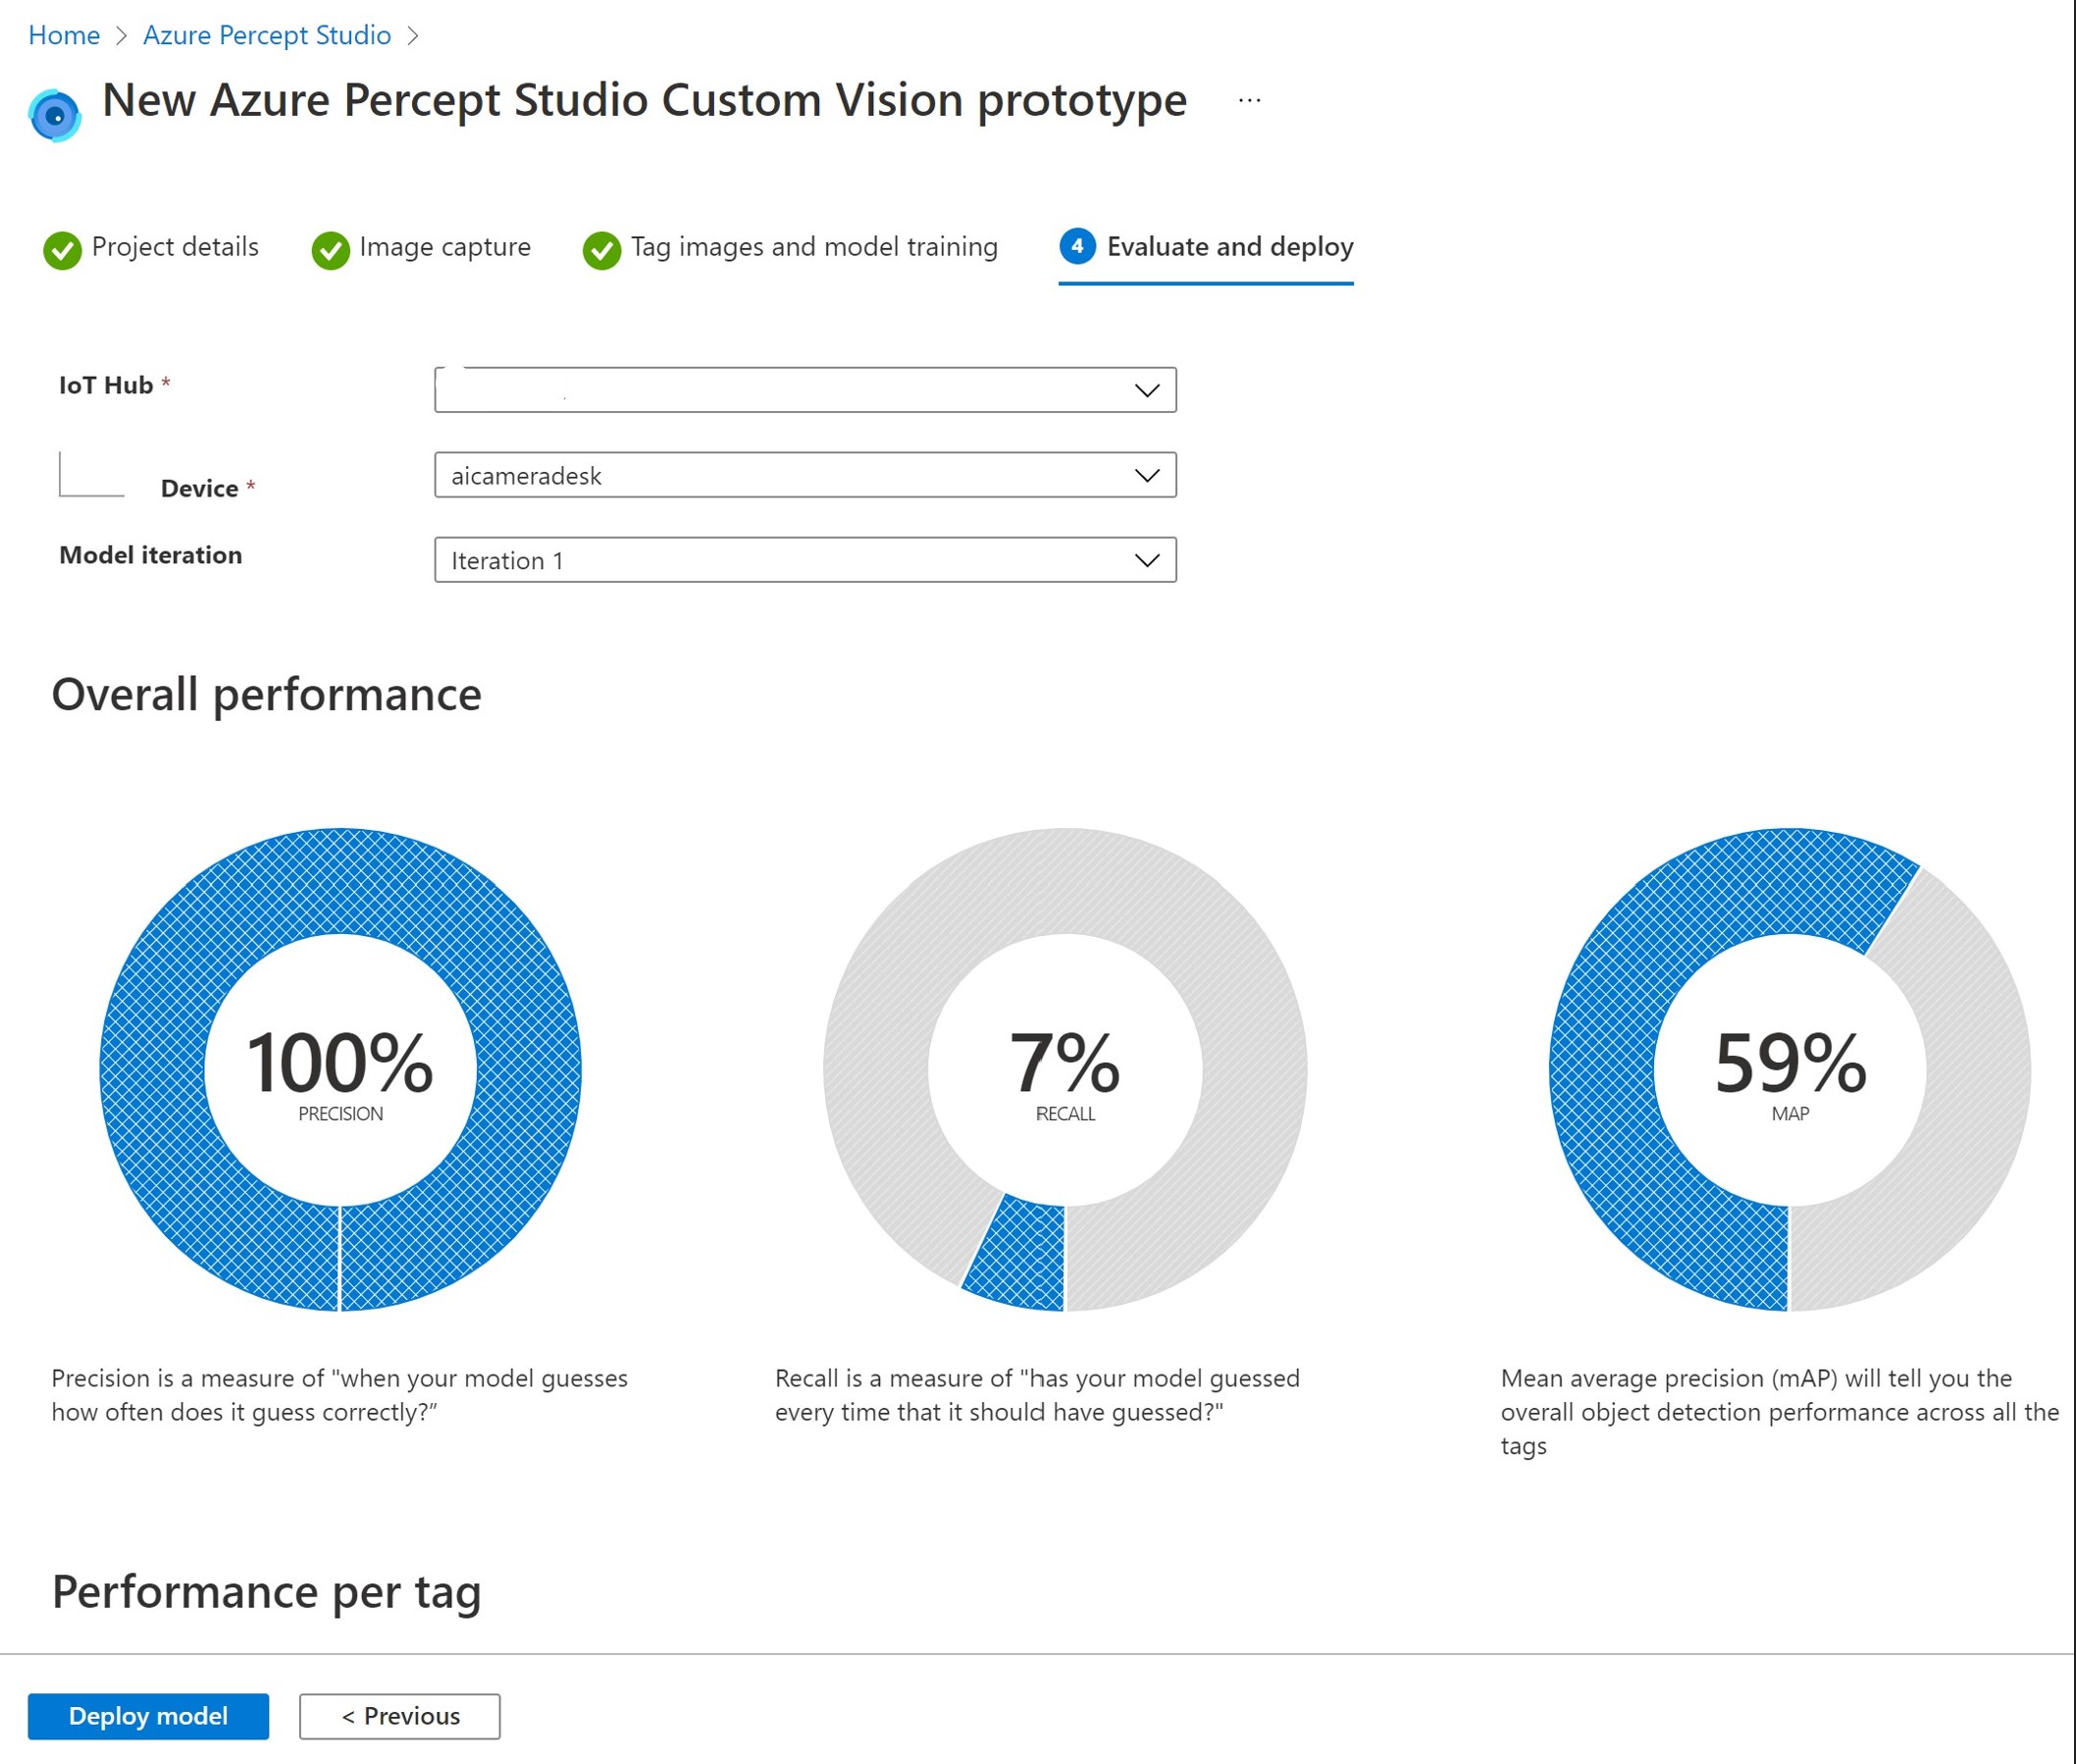 Home > Azure Percept Studio >
New Azure Percept Studio Custom Vision prototype ...
Project details
Image capture
Tag images and model training
4 Evaluate and deploy
IoT Hub *
Device *
aicameradesk
Model iteration
Iteration 1
Overall performance
100%
PRECISION
7%
RECALL
59%
MAP
Precision is a measure of "when your model guesses
how often does it guess correctly?”
Recall is a measure of "has your model guessed
every time that it should have guessed?"
Mean average precision (mAP) will tell you the
overall object detection performance across all the
tags
Performance per tag
Deploy model
< Previous